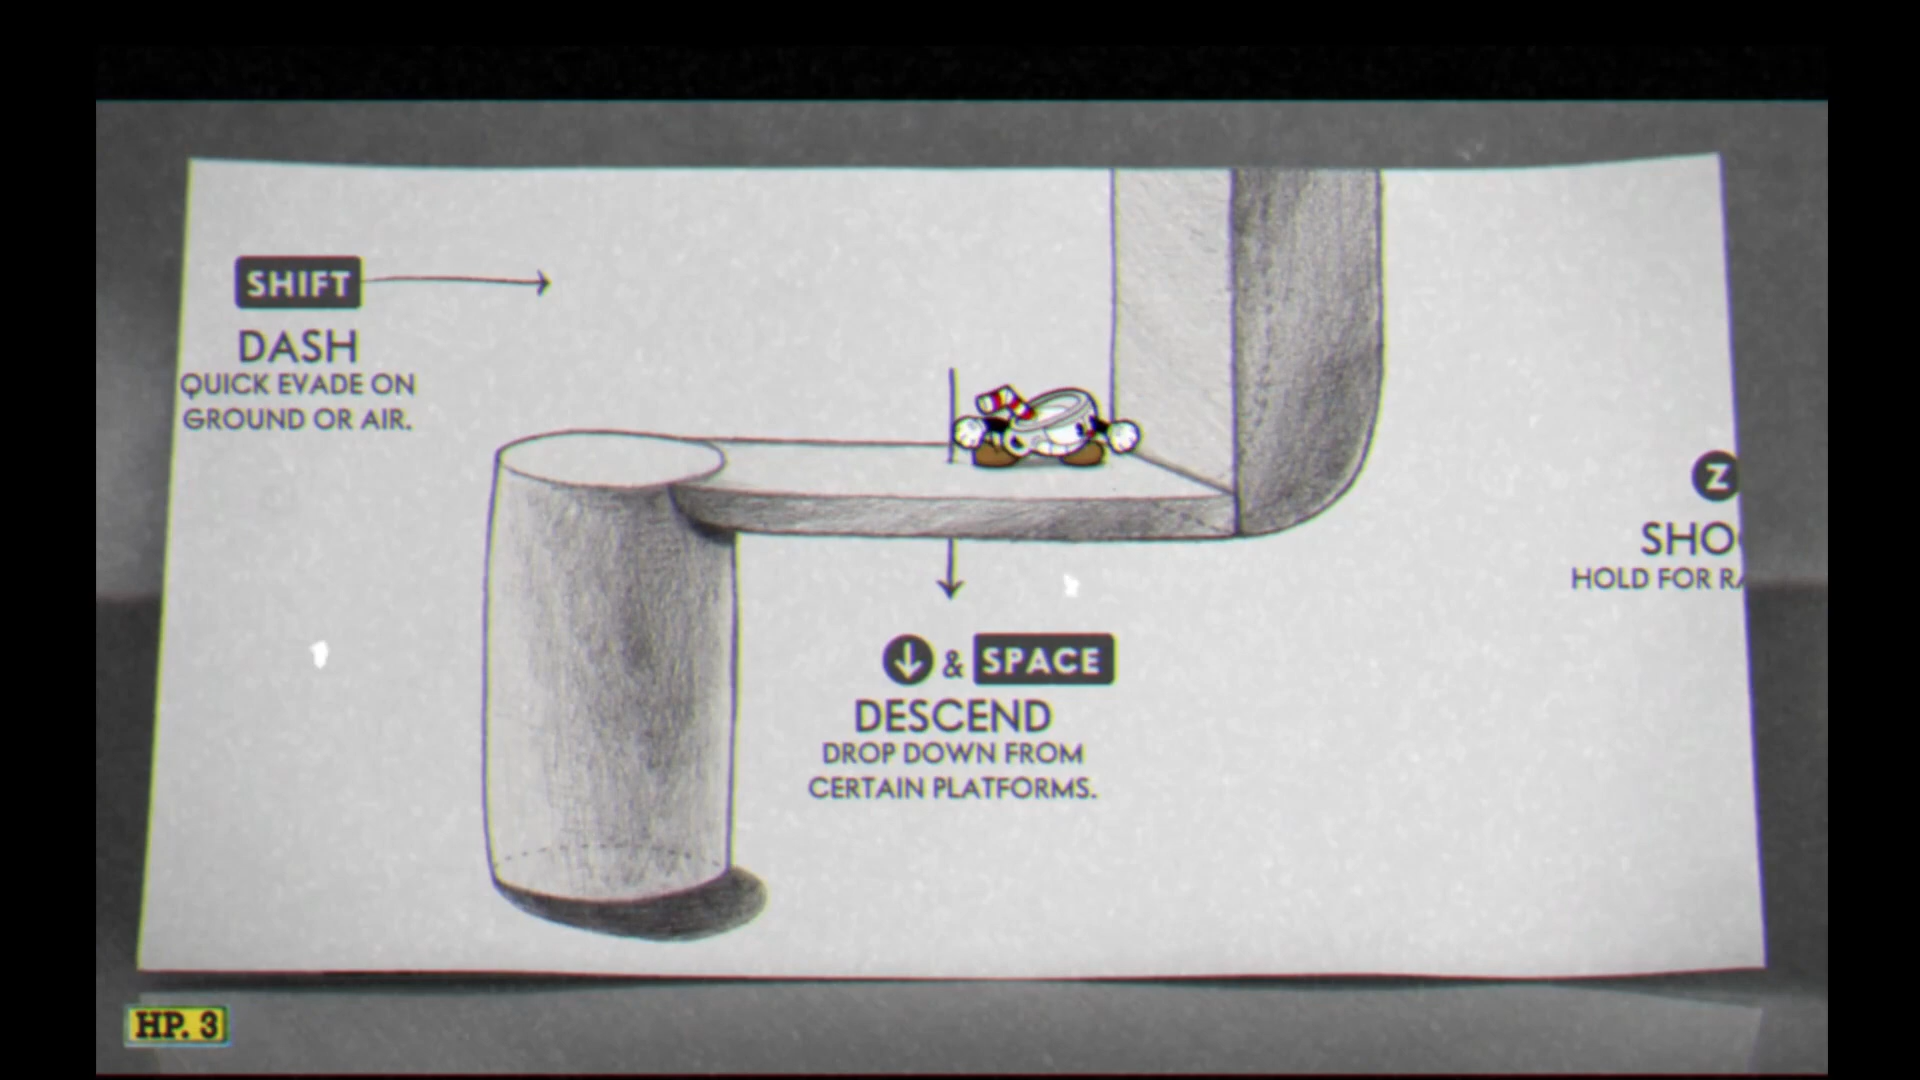 SHIFT
DASH
QUICK EVADE ON
GROUND OR AIR.
↓ & SPACE
DESCEND
DROP DOWN FROM
CERTAIN PLATFORMS.
Z
SHO
HOLD FOR RA
HP. 3